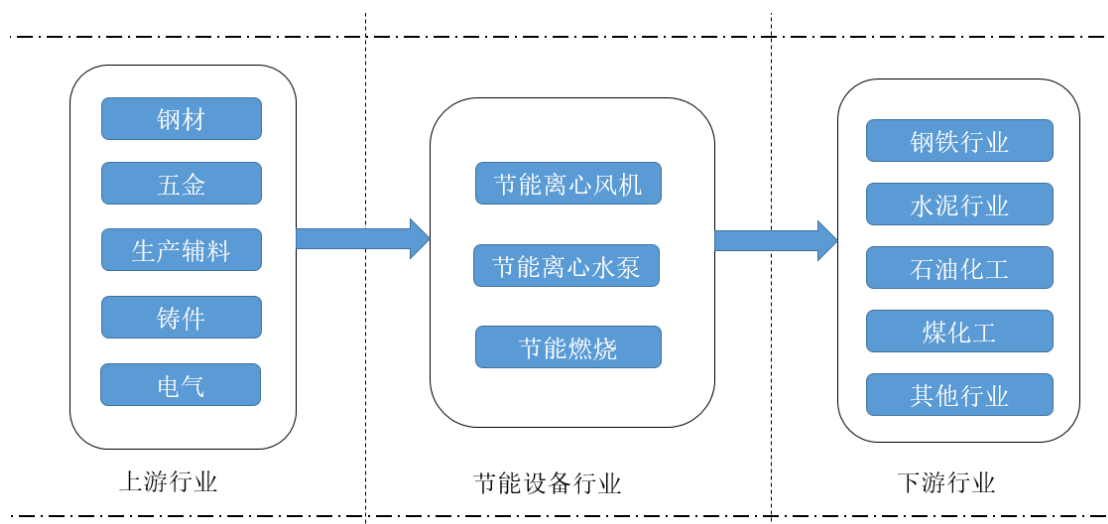 钢材
五金
生产辅料
铸件
电气
上游行业
节能离心风机
节能离心水泵
节能燃烧
节能设备行业
钢铁行业
水泥行业
石油化工
煤化工
其他行业
下游行业